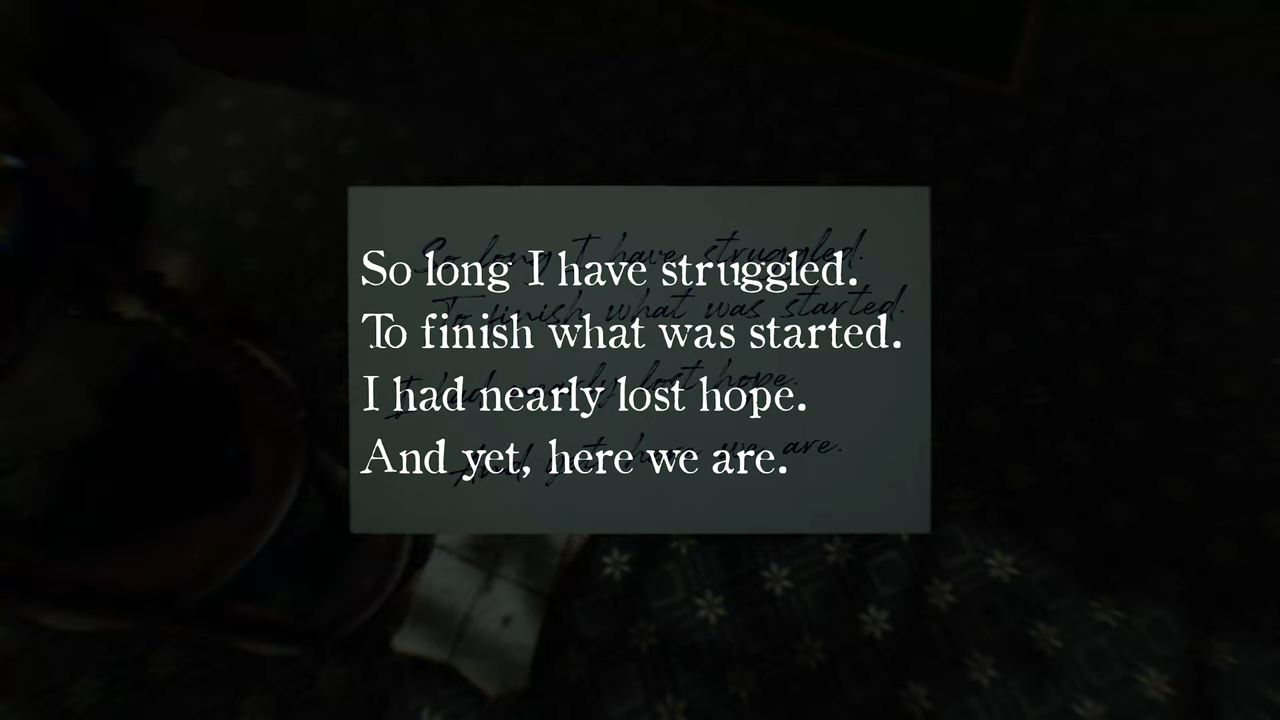 So long I have struggled.
To finish what was started.
I had nearly lost hope.
And yet, here we are.